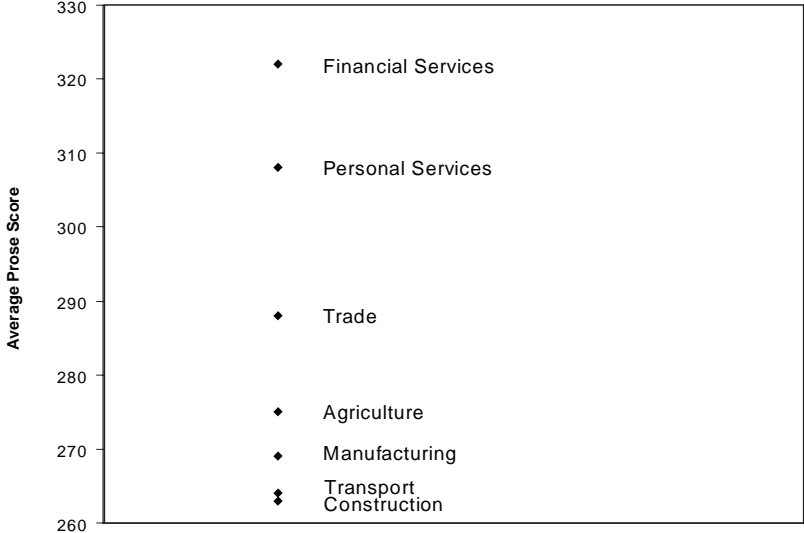 Average Prose Score
330
320
310
300
290
280
270
260
Financial Services
Personal Services
Trade
Agriculture
Manufacturing
Transport
Construction